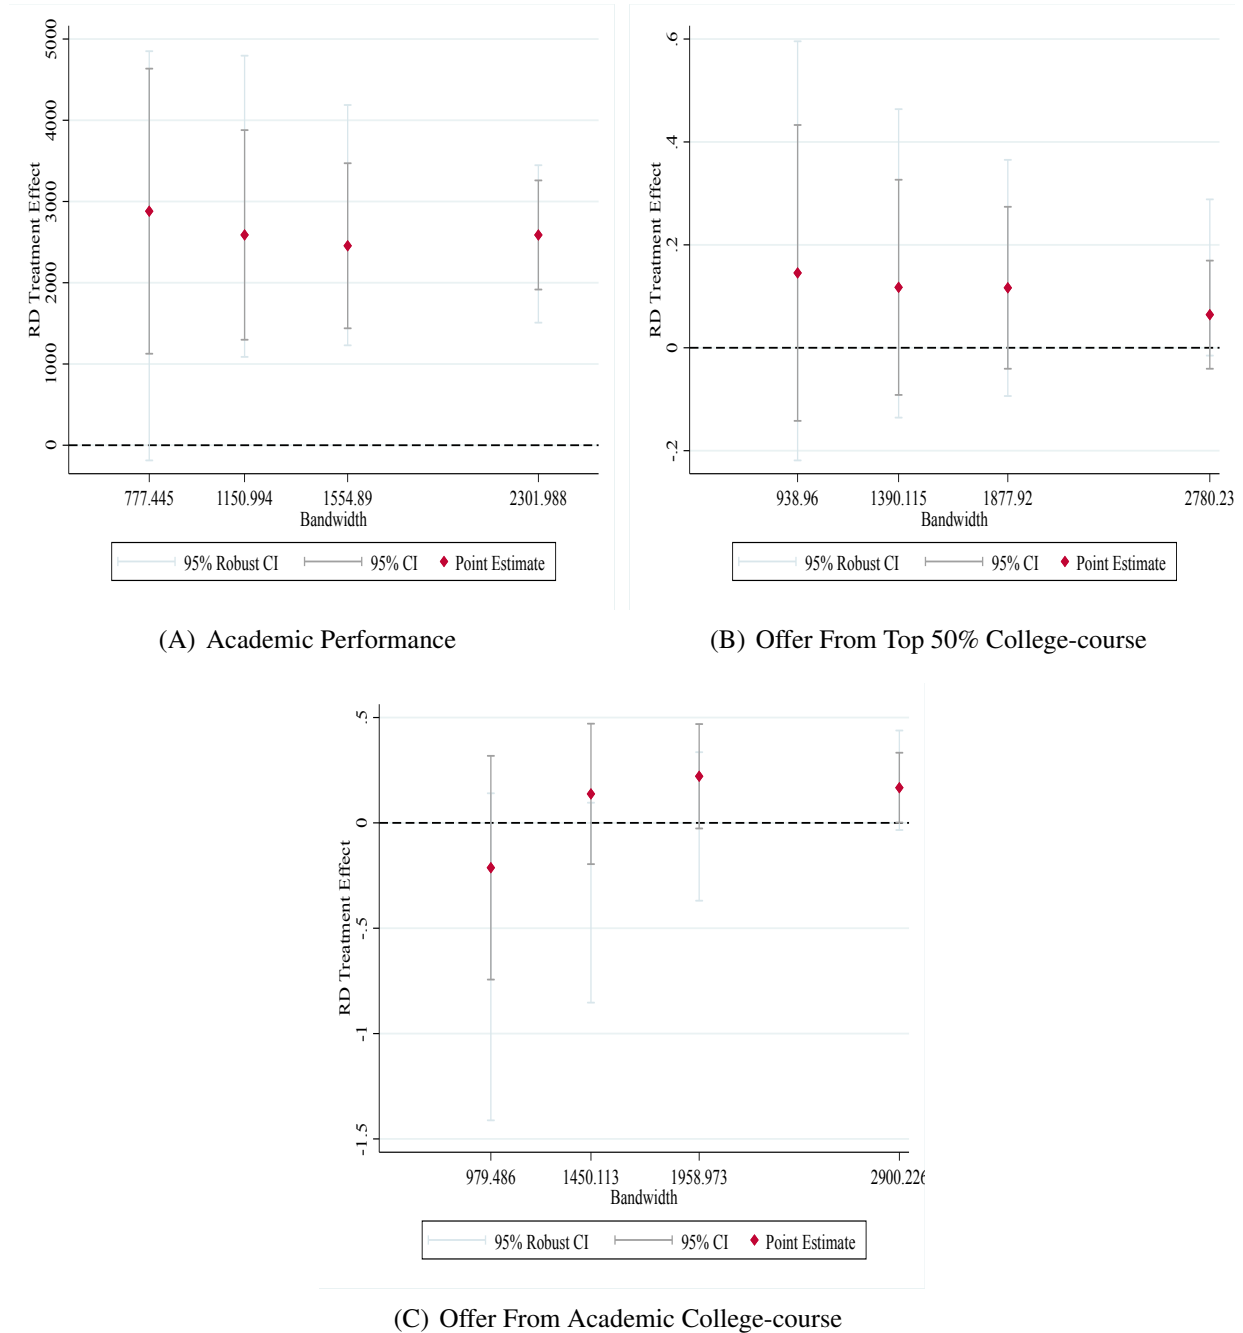 RD Treatment Effect
5000
4000
3000
2000
1000
0
777.445 1150.994 1554.89 2301.988
Bandwidth
95% Robust CI 95% CI Point Estimate
(A) Academic Performance
RD Treatment Effect
.6
.4
.2
0
-.2
938.96 1390.115 1877.92 2780.23
Bandwidth
95% Robust CI 95% CI Point Estimate
(B) Offer From Top 50% College-course
RD Treatment Effect
.5
0
-.5
-1
-1.5
979.486 1450.113 1958.973 2900.226
Bandwidth
95% Robust CI 95% CI Point Estimate
(C) Offer From Academic College-course